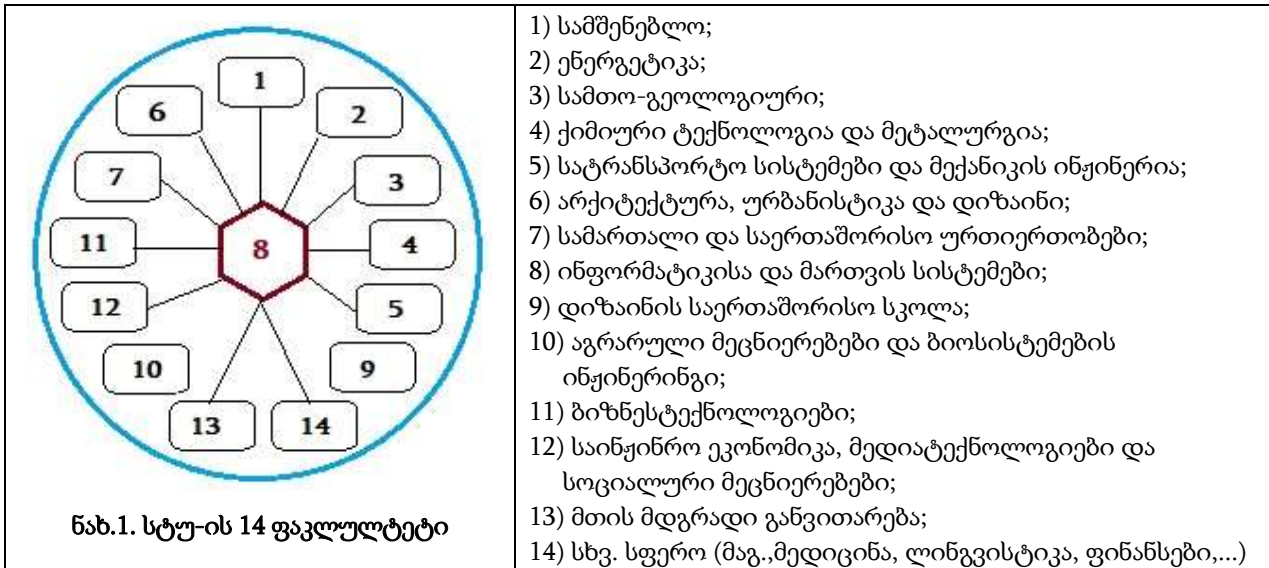 1
6
2
7
3
11
8
4
12
5
10
9
13
14
ნახ.1. სტუ-ის 14 ფაკლულტეტი
1) სამშენებლო;
2) ენერგეტიკა;
3) სამთო-გეოლოგიური;
4) ქიმიური ტექნოლოგია და მეტალურგია;
5) სატრანსპორტო სისტემები და მექანიკის ინჟინერია;
6) არქიტექტურა, ურბანისტიკა და დიზაინი;
7) სამართალი და საერთაშორისო ურთიერთობები;
8) ინფორმატიკისა და მართვის სისტემები;
9) დიზაინის საერთაშორისო სკოლა;
10) აგრარული მეცნიერებები და ბიოსისტემების
ინჟინერინგი;
11) ბიზნესტექნოლოგიები;
12) საინჟინრო ეკონომიკა, მედიატექნოლოგიები და
სოციალური მეცნიერებები;
13) მთის მდგრადი განვითარება;
14) სხვ. სფერო (მაგ.,მედიცინა, ლინგვისტიკა, ფინანსები,...)